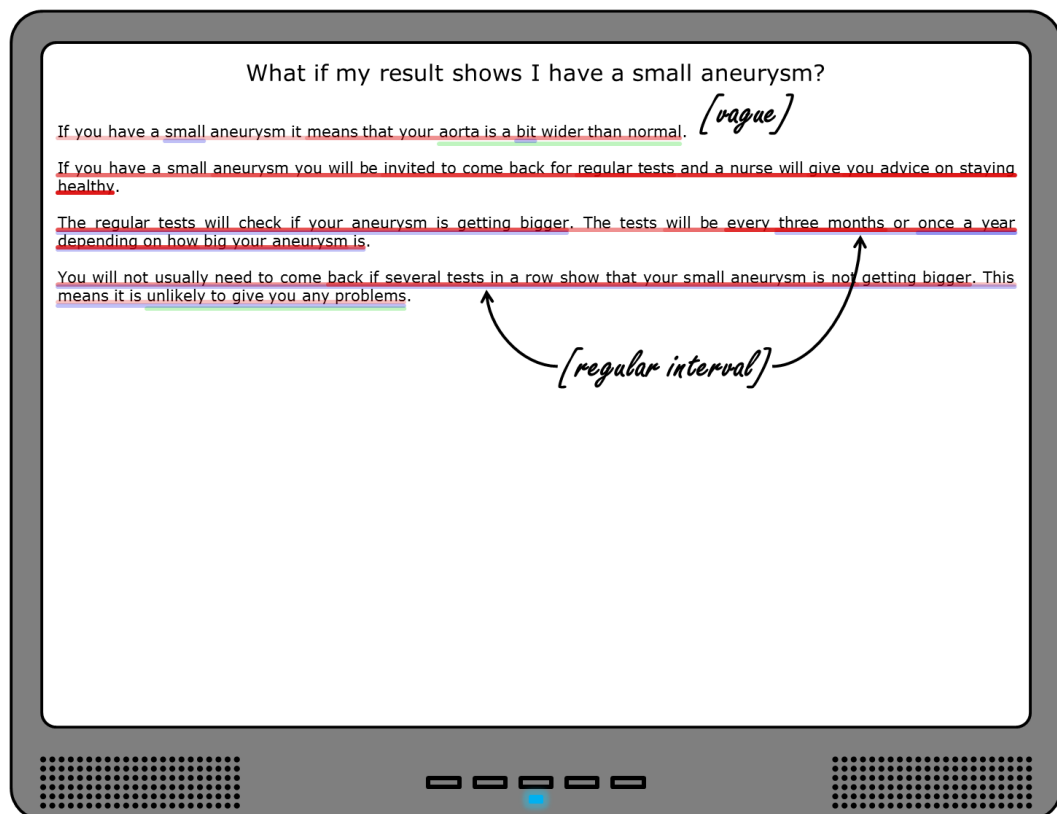 What if my result shows I have a small aneurysm?
[vague]
If you have a small aneurysm it means that your aorta is a bit wider than normal.
If you have a small aneurysm you will be invited to come back for regular tests and a nurse will give you advice on staying
healthy.
The regular tests will check if your aneurysm is getting bigger. The tests will be every three months or once a year
depending on how big your aneurysm is.
You will not usually need to come back if several tests in a row show that your small aneurysm is not getting bigger. This
means it is unlikely to give you any problems.
[regular interval]